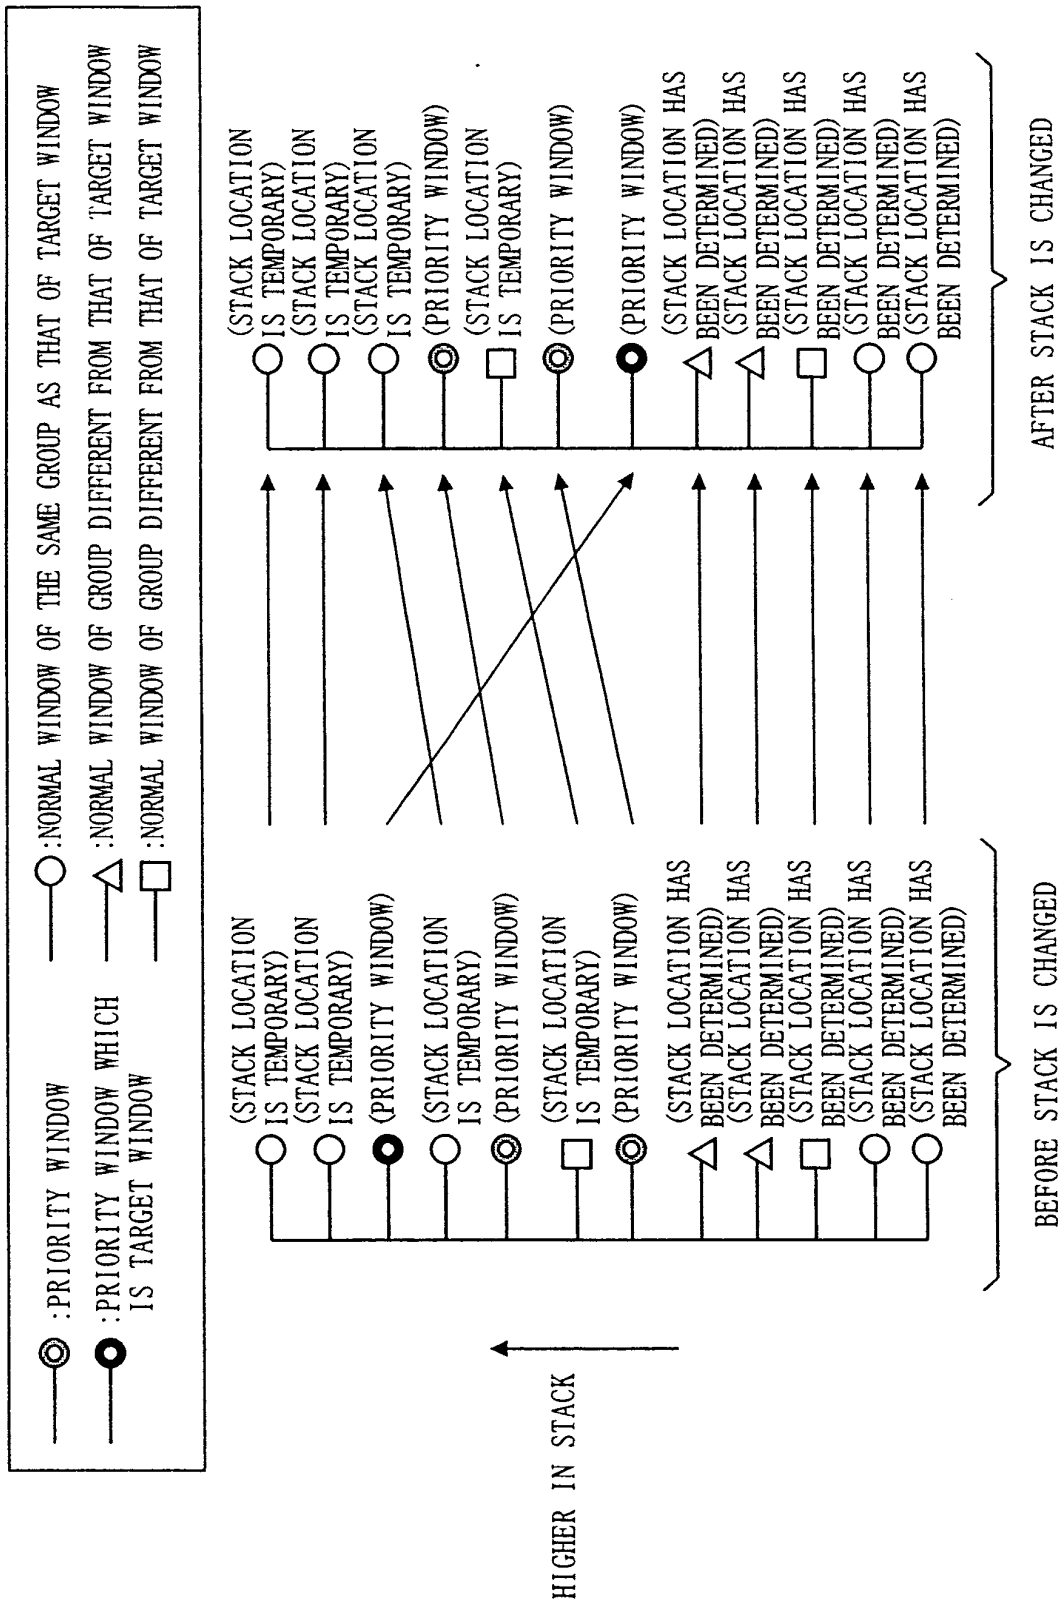 :PRIORITY WINDOW
:PRIORITY WINDOW WHICH
IS TARGET WINDOW
:NORMAL WINDOW OF THE SAME GROUP AS THAT OF TARGET WINDOW
:NORMAL WINDOW OF GROUP DIFFERENT FROM THAT OF TARGET WINDOW
:NORMAL WINDOW OF GROUP DIFFERENT FROM THAT OF TARGET WINDOW
HIGHER IN STACK
(STACK LOCATION
IS TEMPORARY)
(STACK LOCATION
IS TEMPORARY)
(PRIORITY WINDOW)
(STACK LOCATION
IS TEMPORARY)
(PRIORITY WINDOW)
(STACK LOCATION
IS TEMPORARY)
(PRIORITY WINDOW)
(STACK LOCATION HAS
BEEN DETERMINED)
(STACK LOCATION HAS
BEEN DETERMINED)
(STACK LOCATION HAS
BEEN DETERMINED)
(STACK LOCATION HAS
BEEN DETERMINED)
(STACK LOCATION HAS
BEEN DETERMINED)
BEFORE STACK IS CHANGED
(STACK LOCATION
IS TEMPORARY)
(STACK LOCATION
IS TEMPORARY)
(STACK LOCATION
IS TEMPORARY)
(PRIORITY WINDOW)
(STACK LOCATION
IS TEMPORARY)
(PRIORITY WINDOW)
(PRIORITY WINDOW)
(STACK LOCATION HAS
BEEN DETERMINED)
(STACK LOCATION HAS
BEEN DETERMINED)
(STACK LOCATION HAS
BEEN DETERMINED)
(STACK LOCATION HAS
BEEN DETERMINED)
(STACK LOCATION HAS
BEEN DETERMINED)
AFTER STACK IS CHANGED